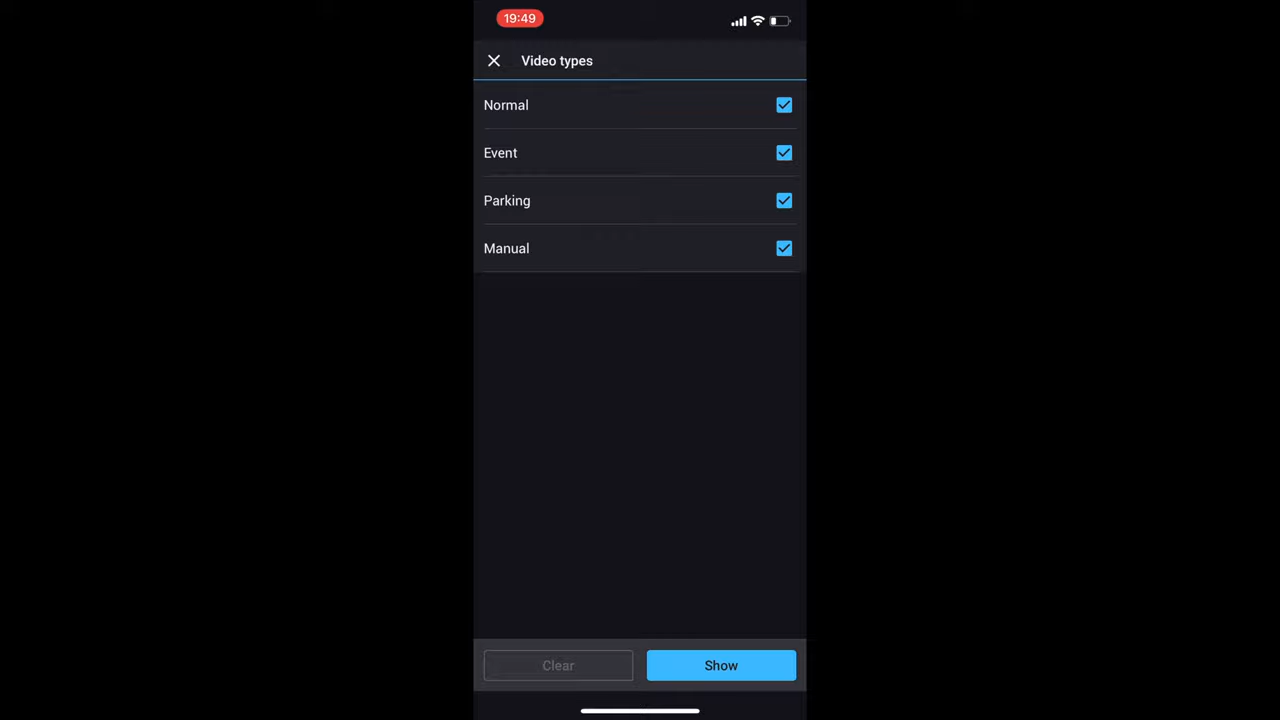 19:49
Video types
Normal
Event
Parking
Manual
Clear
Show